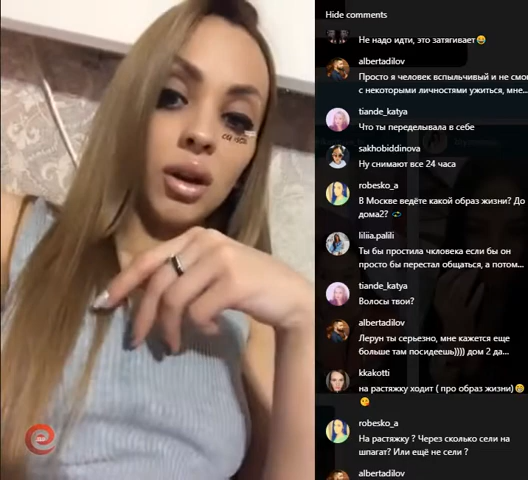 Hide comments
Не надо идти, это затягивает😂
albertadilov
Просто я человек вспыльчивый и не смо
с некоторыми личностями ужиться, мне...
tiande_katya
Что ты переделывала в себе
sakhobiddinova
Ну снимают все 24 часа
robesko_a
В Москве ведёте какой образ жизни? До
дома2?
liliia.palili
Ты бы простила чкловека если бы он
просто бы перестал общаться, а потом...
tiande_katya
Волосы твои?
albertadilov
Лерун ты серьезно, мне кажется еще
больше там посидеешь)))) дом 2 да...
kkakotti
на растяжку ходит ( про образ жизни)
robesko_a
На растяжку ? Через сколько сели на
шпагат? Или ещё не сели ?
albertadilov